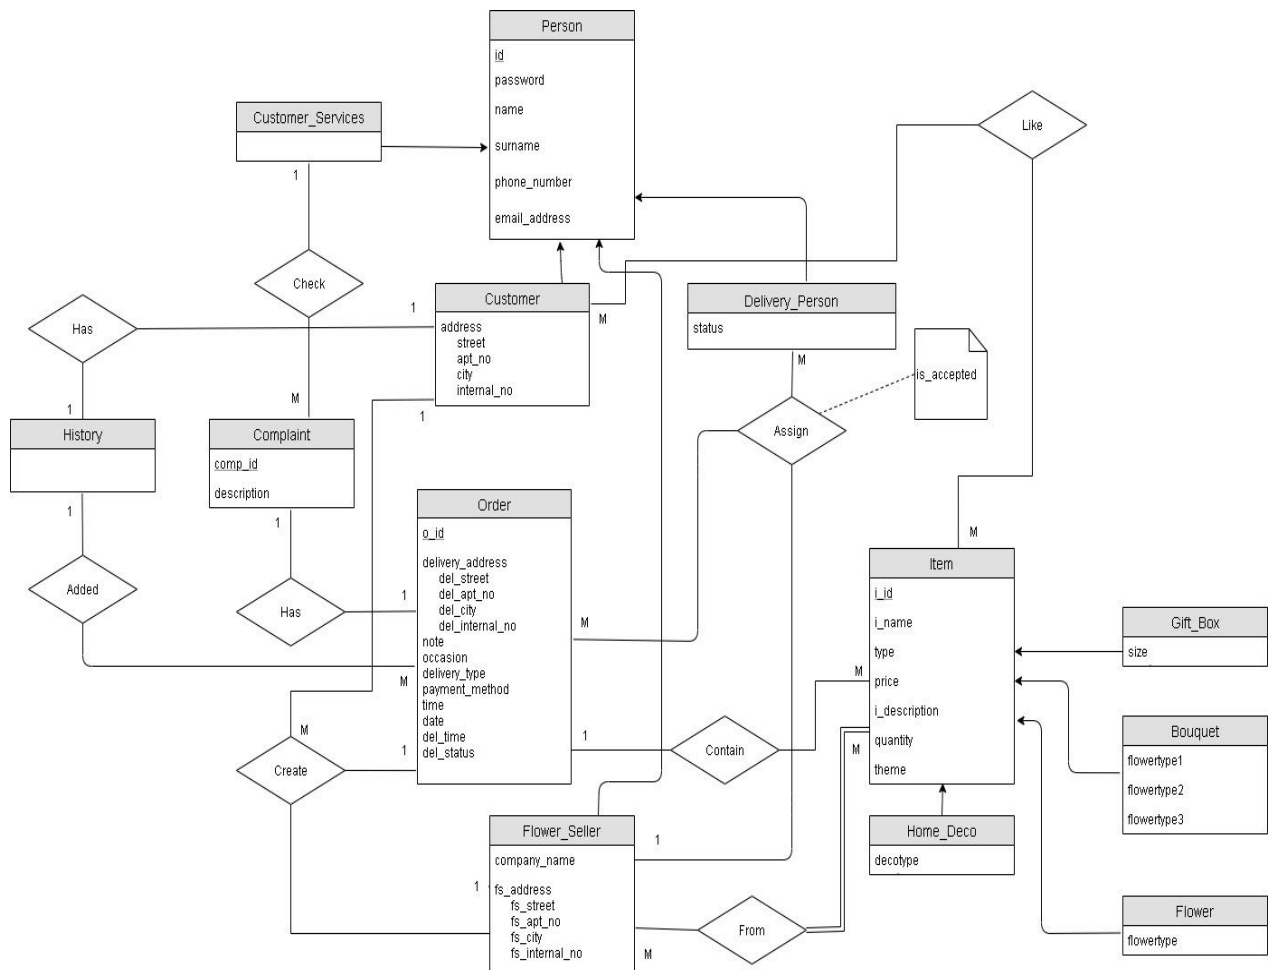 Person
id
password
name
surname
phone_number
email_address
Customer_Services
1
Like
Check
Has
1
M
Customer
address
street
apt_no
city
internal_no
M
1
Delivery_Person
status
M
is_accepted
Assign
1
History
Complaint
comp_id
description
1
1
Order
o_id
delivery_address
del_street
del_apt_no
del_city
del_internal_no
note
occasion
delivery_type
payment_method
time
date
del_time
del_status
Added
Has
1
M
M
M
Item
i_id
i_name
type
price
i_description
quantity
theme
Gift_Box
size
M
M
1
1
Contain
M
Create
Bouquet
flowertype1
flowertype2
flowertype3
Home_Deco
decotype
Flower_Seller
company_name
fs_address
fs_street
fs_apt_no
fs_city
fs_internal_no
1
1
From
M
Flower
flowertype